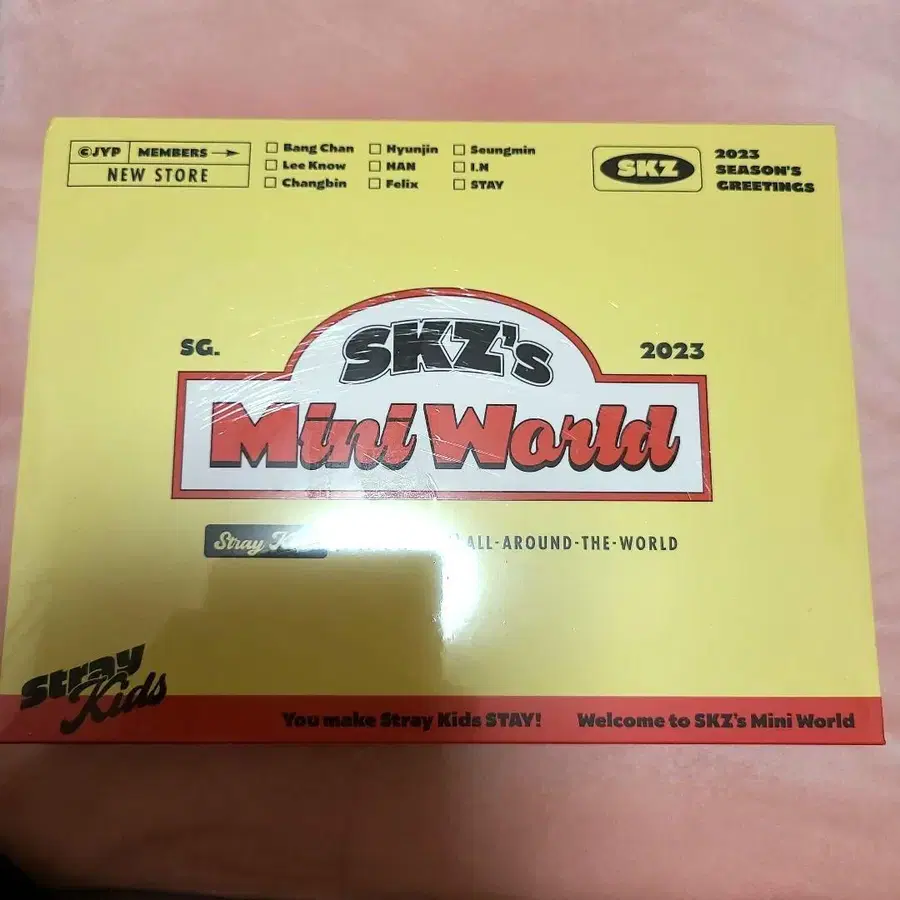 ©JYP MEMBERS →
NEW STORE
☐ Bang Chan ☐ Hyunjin ☐ Seungmin
☐ Lee Know ☐ HAN ☐ I.N
☐ Changbin ☐ Felix ☐ STAY
SKZ
2023
SEASON'S
GREETINGS
SG.
2023
SKZ's
Mini World
Stray
ALL-AROUND-THE-WORLD
Stray
Kids
You make Stray Kids STAY! Welcome to SKZ's Mini World